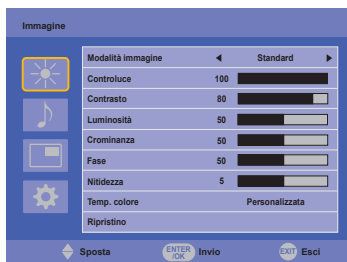 Immagine
Modalità immagine Standard
Controluce 100
Contrasto 80
Luminosità 50
Crominanza 50
Fase 50
Nitidezza 5
Temp. colore Personalizzata
Ripristino
Sposta ENTER /OK Invio EXIT Esci